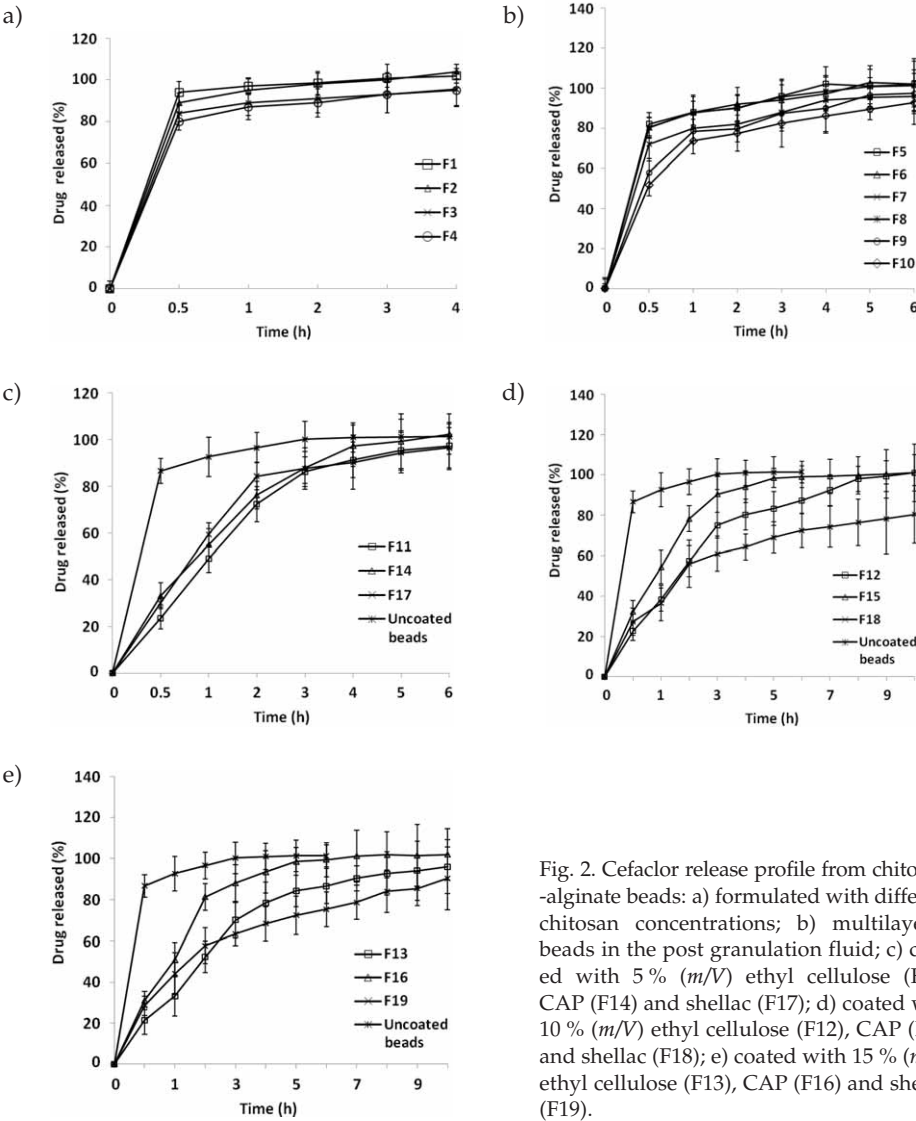 a)
120
100
80
60
40
20
0
Drug released (%)
F1
F2
F3
F4
0 0.5 1 2 3 4
Time (h)
b)
140
120
100
80
60
40
20
0
Drug released (%)
F5
F6
F7
F8
F9
F10
0 0.5 1 2 3 4 5 6
Time (h)
c)
120
100
80
60
40
20
0
Drug released (%)
F11
F14
F17
Uncoated
beads
0 0.5 1 2 3 4 5 6
Time (h)
d)
140
120
100
80
60
40
20
0
Drug released (%)
F12
F15
F18
Uncoated
beads
0 1 3 5 7 9
Time (h)
e)
140
120
100
80
60
40
20
0
Drug released (%)
F13
F16
F19
Uncoated
beads
0 1 3 5 7 9
Time (h)
Fig. 2. Cefaclor release profile from chito
-alginate beads: a) formulated with diffe
chitosan concentrations; b) multilaye
beads in the post granulation fluid; c) c
ed with 5 % (m/V) ethyl cellulose (F
CAP (F14) and shellac (F17); d) coated
10 % (m/V) ethyl cellulose (F12), CAP (
and shellac (F18); e) coated with 15 % (
ethyl cellulose (F13), CAP (F16) and she
(F19).